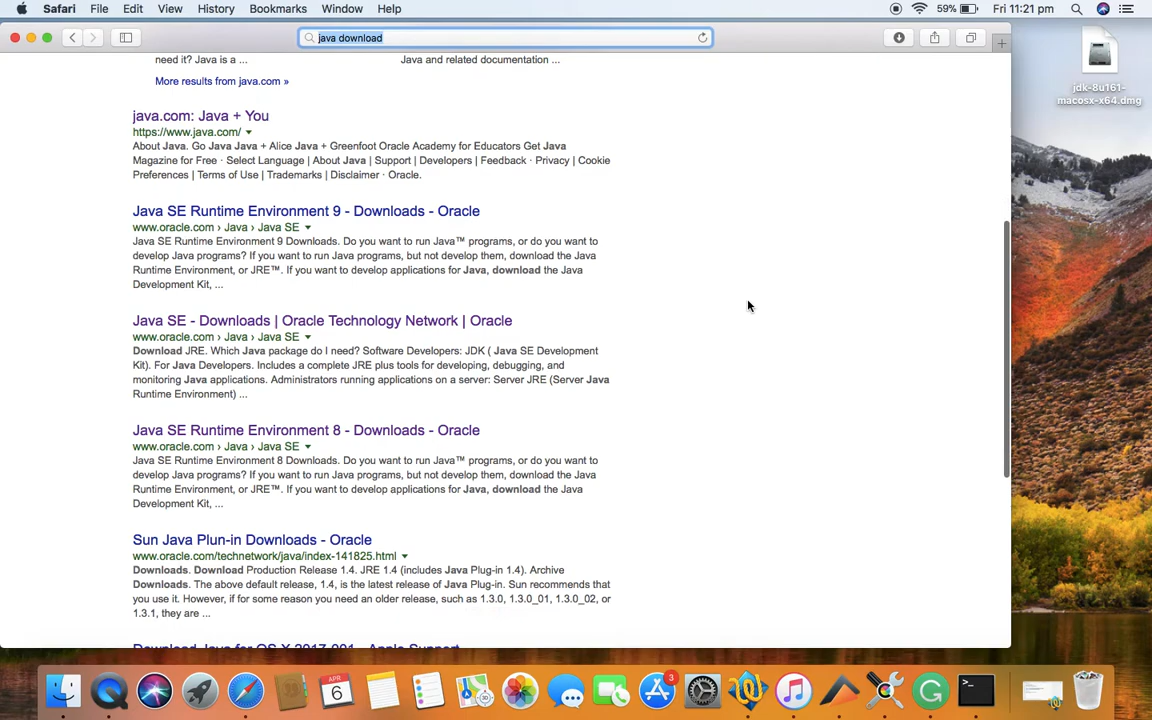 Safari File Edit View History Bookmarks Window Help
59% Fri 11:21 pm
java download
need it? Java is a ...
Java and related documentation ...
More results from java.com »
java.com: Java + You
https://www.java.com/
About Java. Go Java Java + Alice Java + Greenfoot Oracle Academy for Educators Get Java
Magazine for Free · Select Language | About Java | Support | Developers | Feedback · Privacy | Cookie
Preferences | Terms of Use | Trademarks | Disclaimer · Oracle.
Java SE Runtime Environment 9 - Downloads - Oracle
www.oracle.com › Java › Java SE
Java SE Runtime Environment 9 Downloads. Do you want to run Java™ programs, or do you want to
develop Java programs? If you want to run Java programs, but not develop them, download the Java
Runtime Environment, or JRE™. If you want to develop applications for Java, download the Java
Development Kit, ...
Java SE - Downloads | Oracle Technology Network | Oracle
www.oracle.com › Java › Java SE
Download JRE. Which Java package do I need? Software Developers: JDK ( Java SE Development
Kit). For Java Developers. Includes a complete JRE plus tools for developing, debugging, and
monitoring Java applications. Administrators running applications on a server: Server JRE (Server Java
Runtime Environment) ...
Java SE Runtime Environment 8 - Downloads - Oracle
www.oracle.com › Java › Java SE
Java SE Runtime Environment 8 Downloads. Do you want to run Java™ programs, or do you want to
develop Java programs? If you want to run Java programs, but not develop them, download the Java
Runtime Environment, or JRE™. If you want to develop applications for Java, download the Java
Development Kit, ...
Sun Java Plun-in Downloads - Oracle
www.oracle.com/technetwork/java/index-141825.html
Downloads. Download Production Release 1.4. JRE 1.4 (includes Java Plug-in 1.4). Archive
Downloads. The above default release, 1.4, is the latest release of Java Plug-in. Sun recommends that
you use it. However, if for some reason you need an older release, such as 1.3.0, 1.3.0_01, 1.3.0_02, or
1.3.1, they are ...
Download Java for OS X 2017-001 - Apple Support
jdk-8u161-
macosx-x64.dmg
APR
6
3